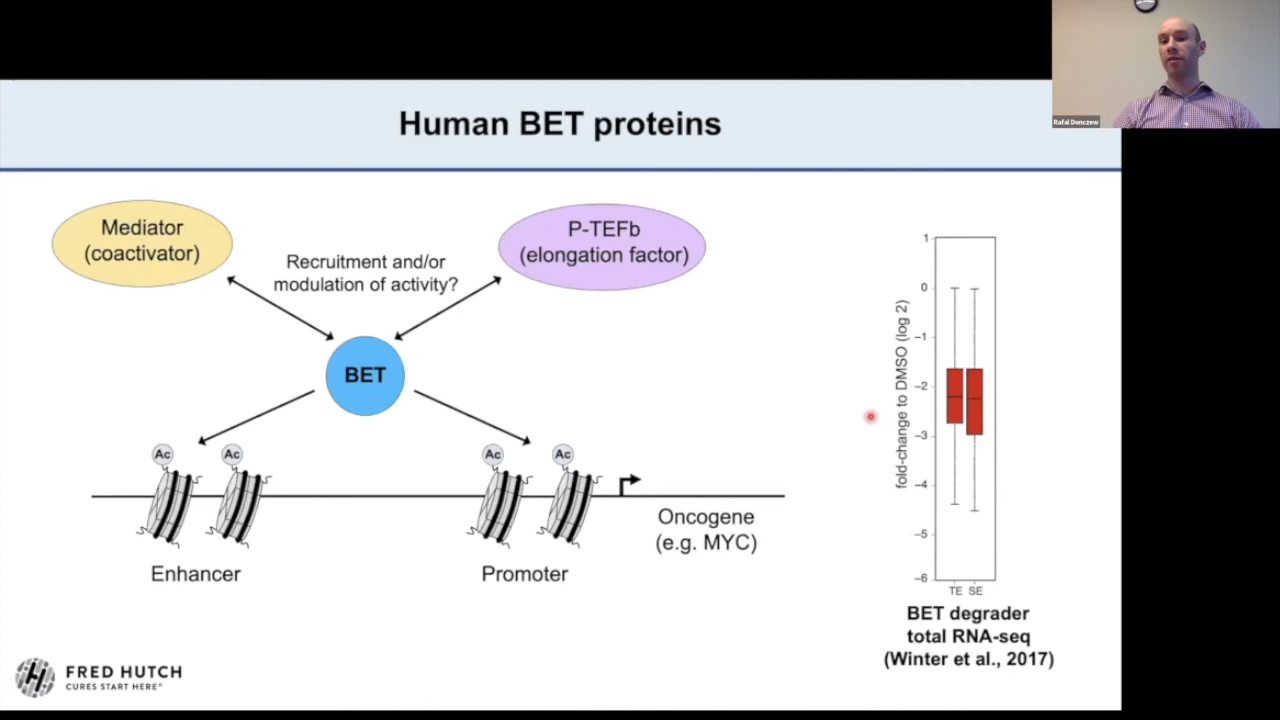 Rafal Donczew
Human BET proteins
Mediator
(coactivator)
P-TEFb
(elongation factor)
Recruitment and/or
modulation of activity?
BET
Ac
Ac
Ac
Ac
Enhancer
Promoter
Oncogene
(e.g. MYC)
fold-change to DMSO (log 2)
1
0
−1
−2
−3
−4
−5
−6
TE SE
BET degrader
total RNA-seq
(Winter et al., 2017)
FRED HUTCH
CURES START HERE®